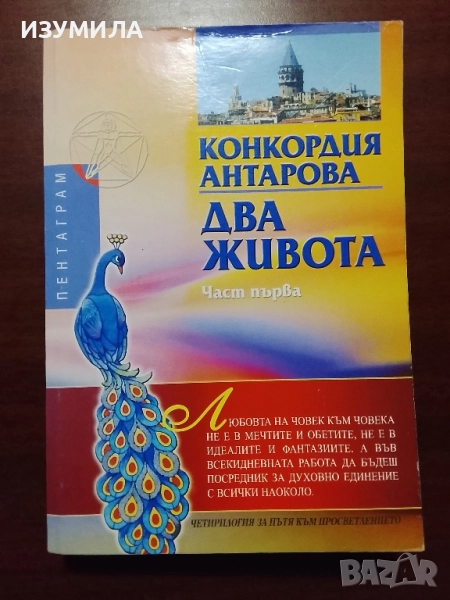 ИЗУМИЛА
КОНКОРДИЯ
АНТАРОВА
ДВА
ЖИВОТА
Част първа
ПЕНТАГРАМ
ЛЮБОВТА НА ЧОВЕК КЪМ ЧОВЕКА
НЕ Е В МЕЧТИТЕ И ОБЕТИТЕ, НЕ Е В
ИДЕАЛИТЕ И ФАНТАЗИИТЕ, А ВЪВ
ВСЕКИДНЕВНАТА РАБОТА ДА БЪДЕШ
ПОСРЕДНИК ЗА ДУХОВНО ЕДИНЕНИЕ
С ВСИЧКИ НАОКОЛО.
ЧЕТИРИЛОГИЯ ЗА ПЪТЯ КЪМ ПРОСВЕТЛЕНИЕТО
BAZAR